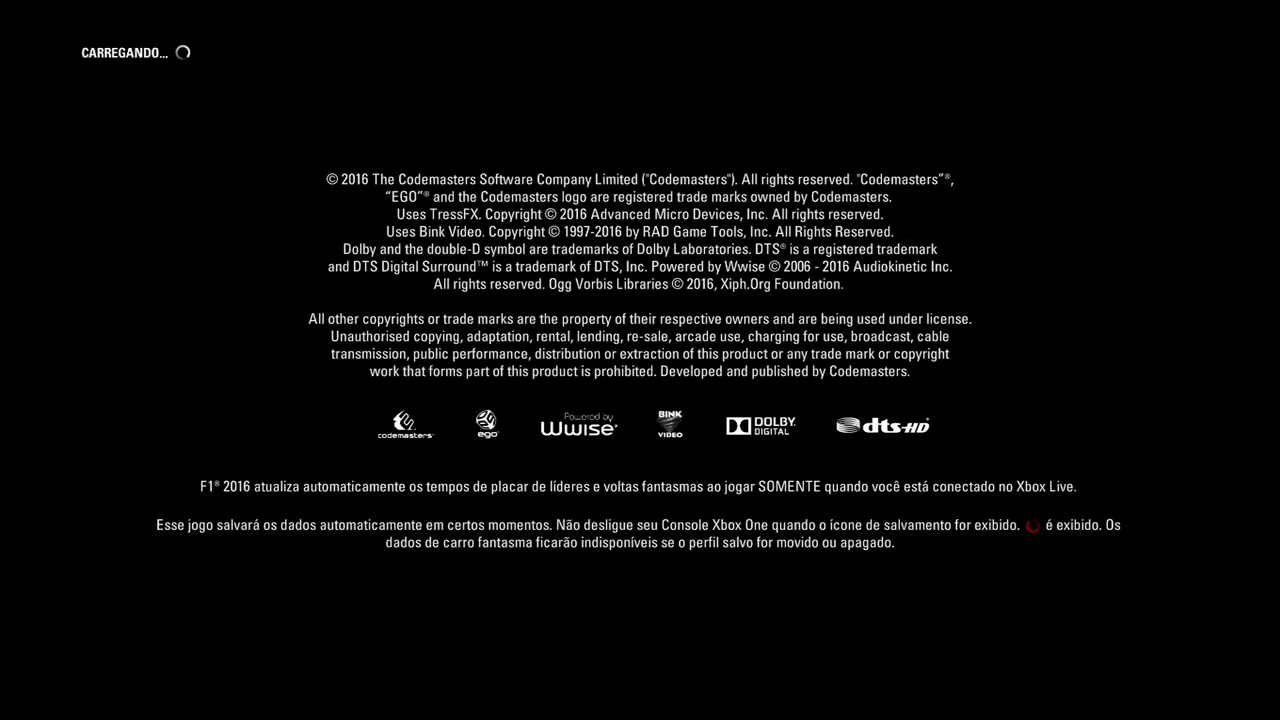 CARREGANDO...
© 2016 The Codemasters Software Company Limited ("Codemasters"). All rights reserved. "Codemasters”®,
“EGO”® and the Codemasters logo are registered trade marks owned by Codemasters.
Uses TressFX. Copyright © 2016 Advanced Micro Devices, Inc. All rights reserved.
Uses Bink Video. Copyright © 1997-2016 by RAD Game Tools, Inc. All Rights Reserved.
Dolby and the double-D symbol are trademarks of Dolby Laboratories. DTS® is a registered trademark
and DTS Digital Surround™ is a trademark of DTS, Inc. Powered by Wwise © 2006 - 2016 Audiokinetic Inc.
All rights reserved. Ogg Vorbis Libraries © 2016, Xiph.Org Foundation.
All other copyrights or trade marks are the property of their respective owners and are being used under license.
Unauthorised copying, adaptation, rental, lending, re-sale, arcade use, charging for use, broadcast, cable
transmission, public performance, distribution or extraction of this product or any trade mark or copyright
work that forms part of this product is prohibited. Developed and published by Codemasters.
codemasters ego Powered by Wwise BINK VIDEO DOLBY DIGITAL dts-HD
F1® 2016 atualiza automaticamente os tempos de placar de líderes e voltas fantasmas ao jogar SOMENTE quando você está conectado no Xbox Live.
Esse jogo salvará os dados automaticamente em certos momentos. Não desligue seu Console Xbox One quando o ícone de salvamento for exibido. é exibido. Os
dados de carro fantasma ficarão indisponíveis se o perfil salvo for movido ou apagado.